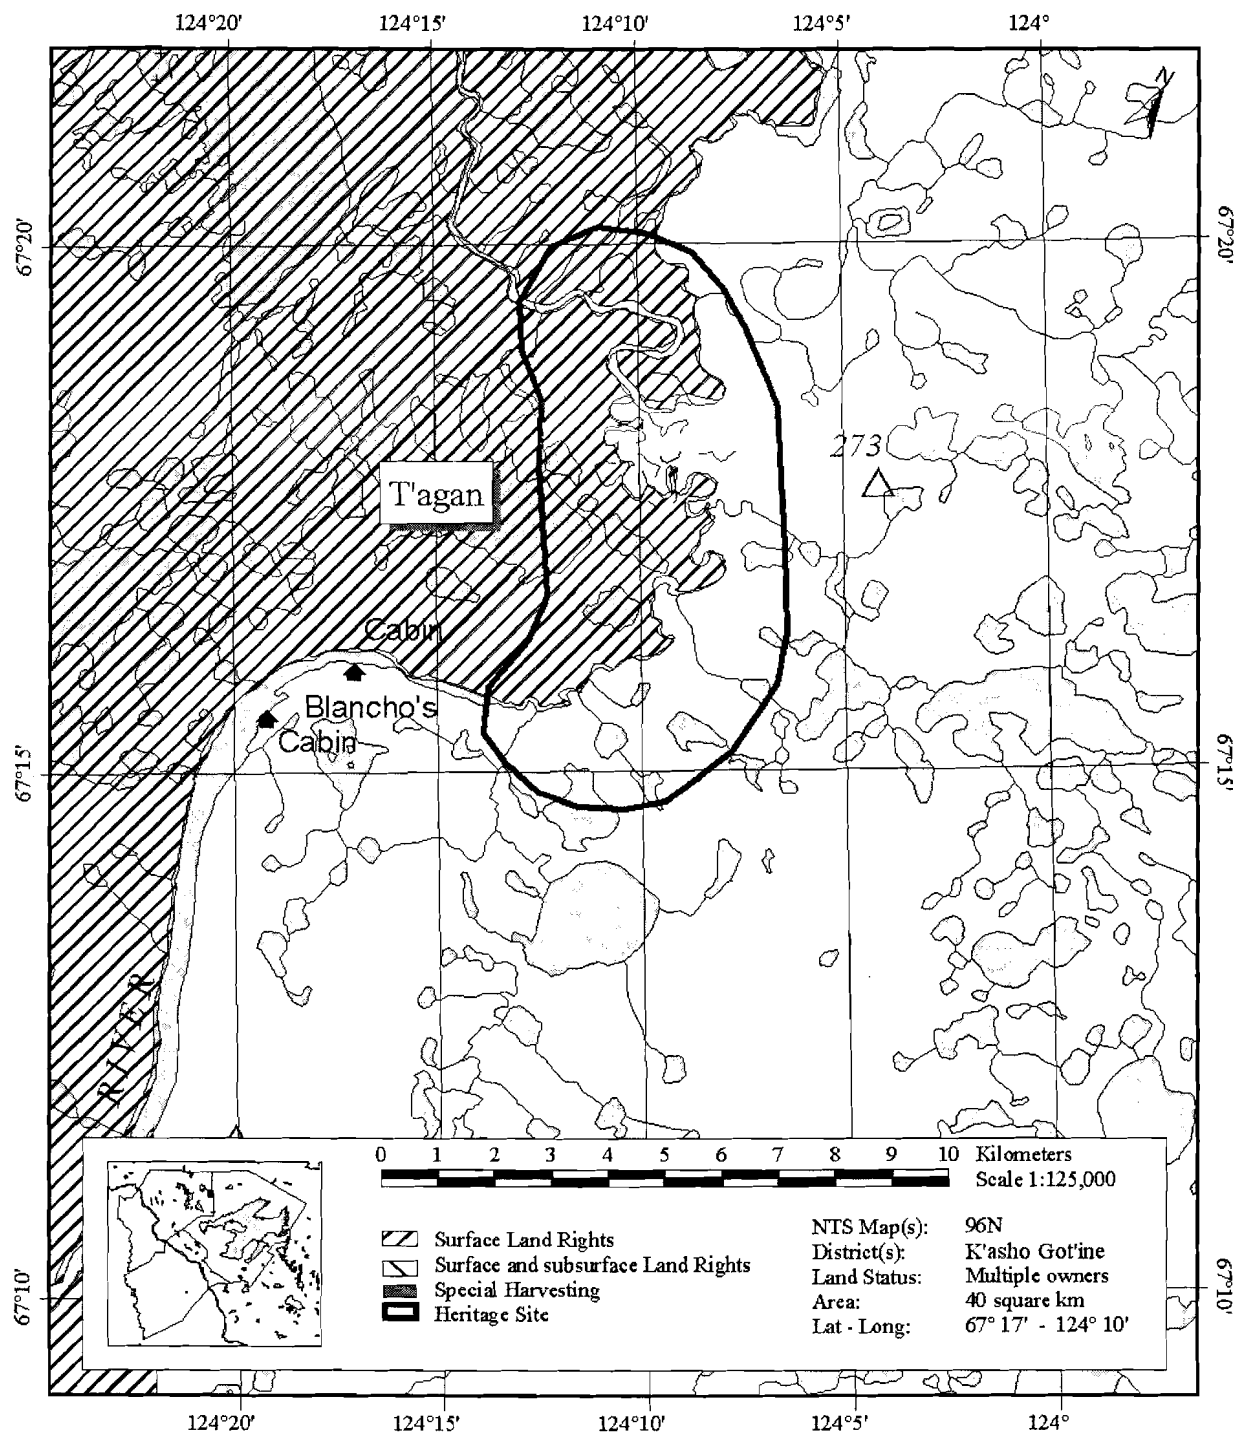 124°20' 124°15' 124°10' 124°5' 124°
N
67°20' 67°20'
273
T'agan
Cabin
Blancho's
Cabin
67°15' 67°15'
RIVER
0 1 2 3 4 5 6 7 8 9 10 Kilometers
Scale 1:125,000
Surface Land Rights
Surface and subsurface Land Rights
Special Harvesting
Heritage Site
NTS Map(s): 96N
District(s): K'asho Got'ine
Land Status: Multiple owners
Area: 40 square km
Lat - Long: 67° 17' - 124° 10'
67°10' 67°10'
124°20' 124°15' 124°10' 124°5' 124°